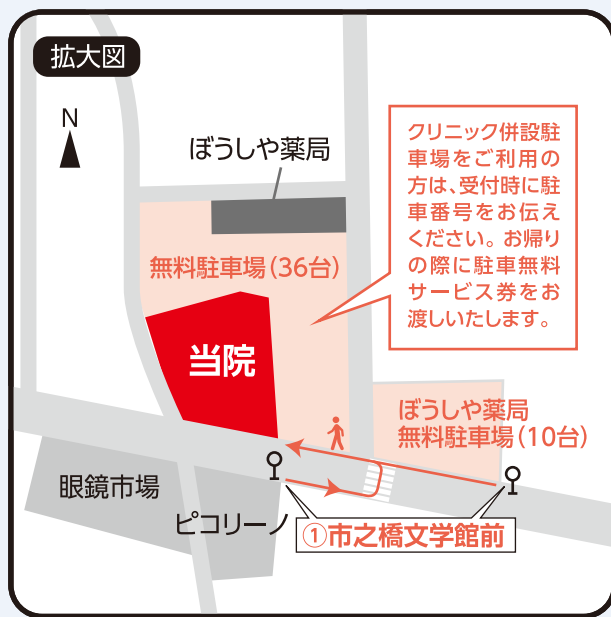 拡大図
N
ぼうしや薬局
クリニック併設駐
車場をご利用の
方は、受付時に駐
車番号をお伝え
ください。お帰り
の際に駐車無料
サービス券をお
渡しいたします。
無料駐車場(36台)
当院
ぼうしや薬局
無料駐車場(10台)
眼鏡市場
ピコリーノ
①市之橋文学館前